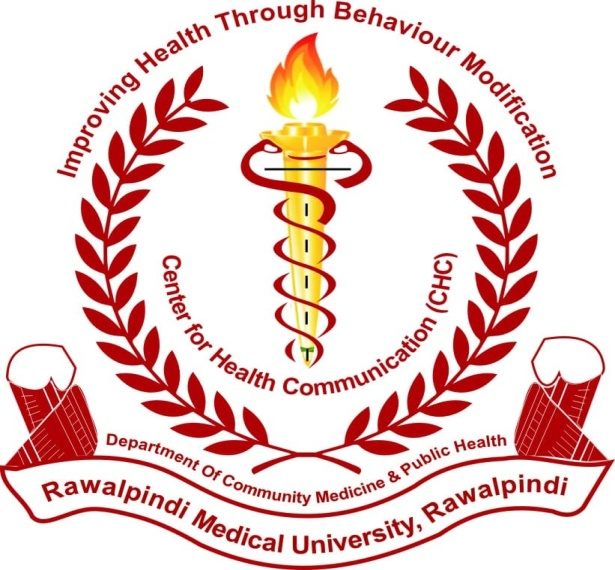 Improving Health Through Behaviour Modification
Center for Health Communication (CHC)
Department Of Community Medicine & Public Health
Rawalpindi Medical University, Rawalpindi